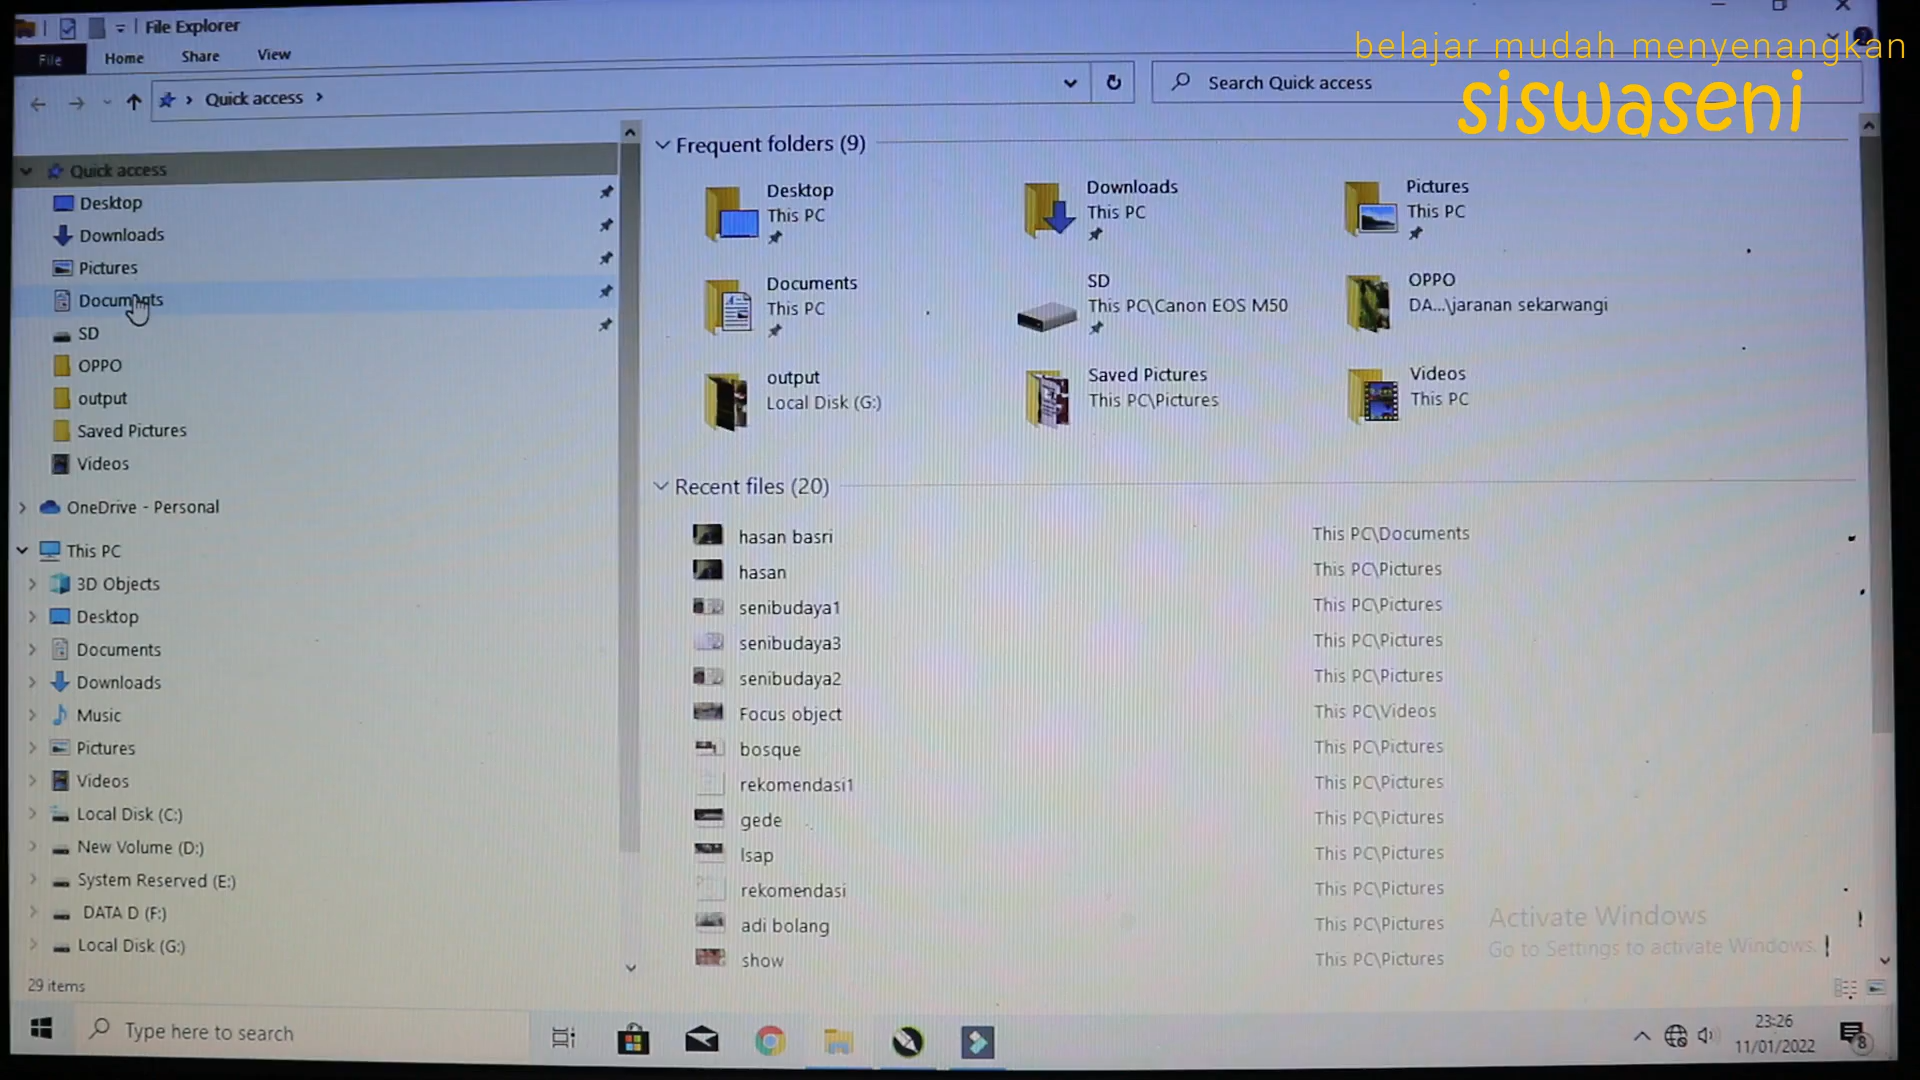 File Explorer
belajar mudah menyenangkan
siswaseni
File Home Share View
Quick access
Search Quick access
Quick access
Desktop
Downloads
Pictures
Documents
SD
OPPO
output
Saved Pictures
Videos
OneDrive - Personal
This PC
3D Objects
Desktop
Documents
Downloads
Music
Pictures
Videos
Local Disk (C:)
New Volume (D:)
System Reserved (E:)
DATA D (F:)
Local Disk (G:)
29 items
Frequent folders (9)
Desktop
This PC
Downloads
This PC
Pictures
This PC
Documents
This PC
SD
This PC\Canon EOS M50
OPPO
DA...\jaranan sekarwangi
output
Local Disk (G:)
Saved Pictures
This PC\Pictures
Videos
This PC
Recent files (20)
hasan basri This PC\Documents
hasan This PC\Pictures
senibudaya1 This PC\Pictures
senibudaya3 This PC\Pictures
senibudaya2 This PC\Pictures
Focus object This PC\Videos
bosque This PC\Pictures
rekomendasi1 This PC\Pictures
gede This PC\Pictures
lsap This PC\Pictures
rekomendasi This PC\Pictures
adi bolang This PC\Pictures
show This PC\Pictures
Activate Windows
Go to Settings to activate Windows.
Type here to search
23:26
11/01/2022
8